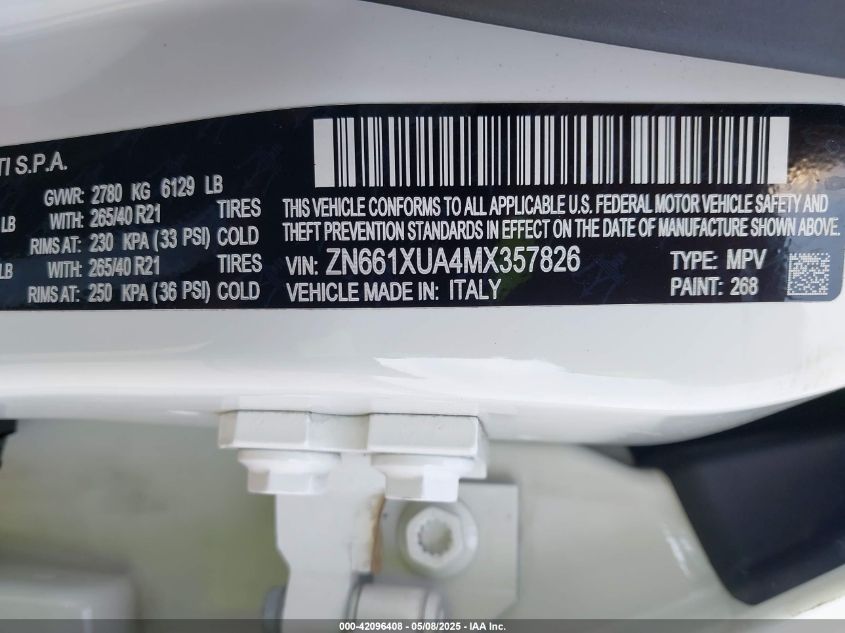 TI S.P.A.
GVWR: 2780 KG 6129 LB
LB WITH: 265/40 R21 TIRES
RIMS AT: 230 KPA (33 PSI) COLD
LB WITH: 265/40 R21 TIRES
RIMS AT: 250 KPA (36 PSI) COLD
THIS VEHICLE CONFORMS TO ALL APPLICABLE U.S. FEDERAL MOTOR VEHICLE SAFETY AND
THEFT PREVENTION STANDARDS IN EFFECT ON THE DATE OF MANUFACTURE SHOWN ABOVE.
VIN: ZN661XUA4MX357826 TYPE: MPV
VEHICLE MADE IN: ITALY PAINT: 268
000-42096408 - 05/08/2025 - IAA Inc.